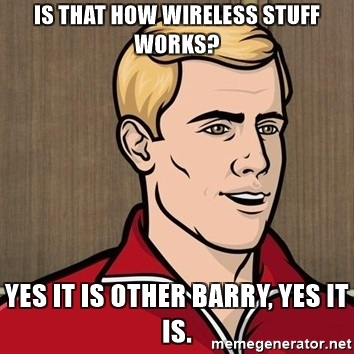 IS THAT HOW WIRELESS STUFF
WORKS?
YES IT IS OTHER BARRY, YES IT
IS.
memegenerator.net